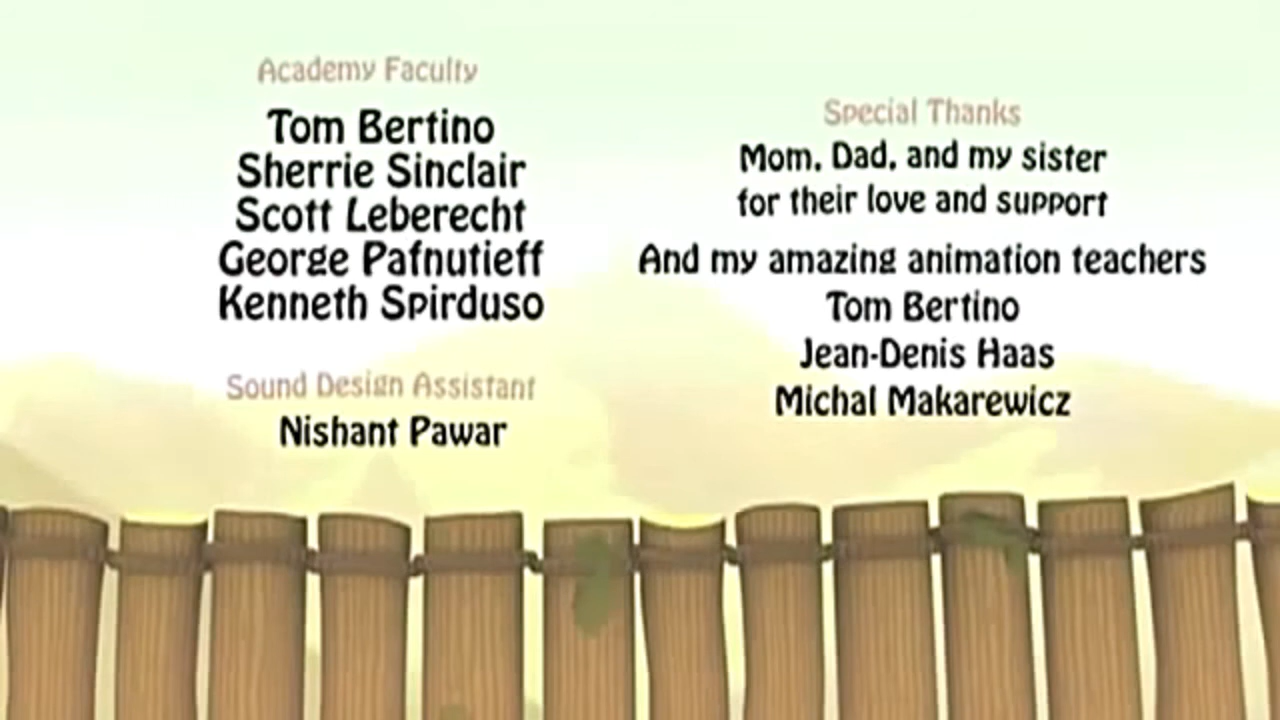 Academy Faculty
Tom Bertino
Sherrie Sinclair
Scott Leberecht
George Pafnutieff
Kenneth Spirduso
Sound Design Assistant
Nishant Pawar
Special Thanks
Mom, Dad, and my sister
for their love and support
And my amazing animation teachers
Tom Bertino
Jean-Denis Haas
Michal Makarewicz